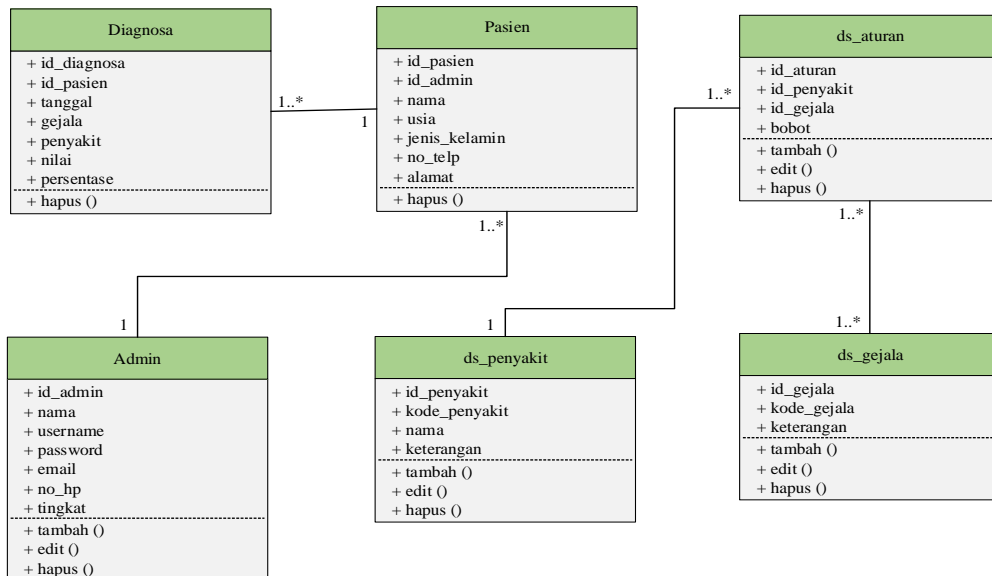 Diagnosa
+ id_diagnosa
+ id_pasien
+ tanggal
+ gejala
+ penyakit
+ nilai
+ persentase
+ hapus ()
1..*
1
Pasien
+ id_pasien
+ id_admin
+ nama
+ usia
+ jenis_kelamin
+ no_telp
+ alamat
+ hapus ()
1..*
1
ds_aturan
+ id_aturan
+ id_penyakit
+ id_gejala
+ bobot
+ tambah ()
+ edit ()
+ hapus ()
1..*
1
1..*
1..*
Admin
+ id_admin
+ nama
+ username
+ password
+ email
+ no_hp
+ tingkat
+ tambah ()
+ edit ()
+ hapus ()
ds_penyakit
+ id_penyakit
+ kode_penyakit
+ nama
+ keterangan
+ tambah ()
+ edit ()
+ hapus ()
ds_gejala
+ id_gejala
+ kode_gejala
+ keterangan
+ tambah ()
+ edit ()
+ hapus ()